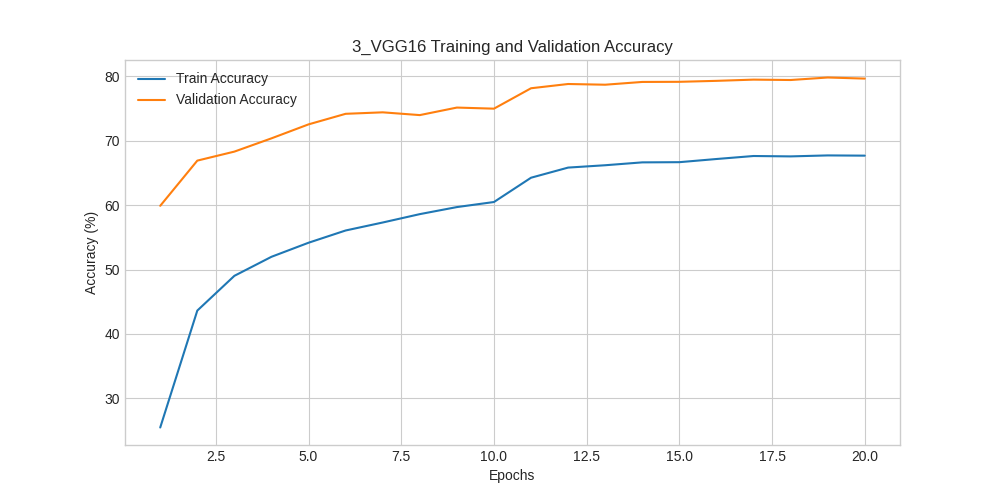 3_VGG16 Training and Validation Accuracy
Train Accuracy
Validation Accuracy
Accuracy (%)
80
70
60
50
40
30
2.5 5.0 7.5 10.0 12.5 15.0 17.5 20.0
Epochs